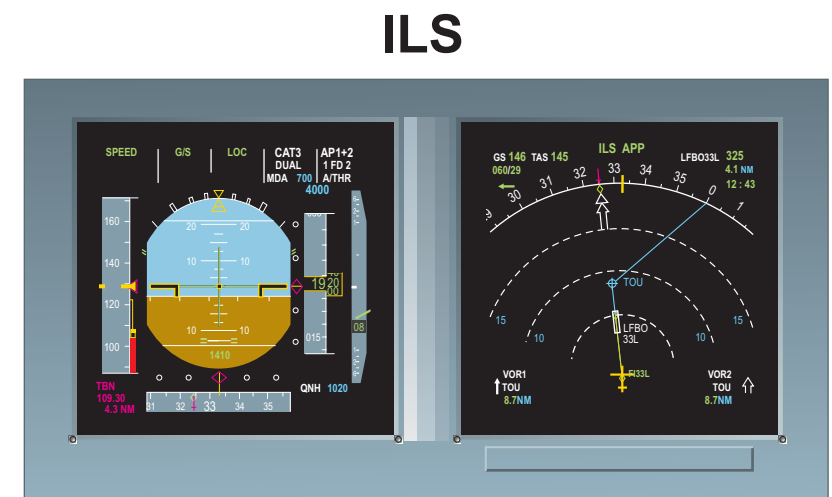 ILS
SPEED G/S LOC CAT3 AP1+2
DUAL 1 FD 2
MDA 700 A/THR
4000
160
140
120
100
20 20
10 10
10 10
1410
19 20
00
015
08
TBN
109.30
4.3 NM
QNH 1020
31 32 33 34 35
GS 146 TAS 145 ILS APP LFBO33L 325
060/29 4.1 NM
12 : 43
30 31 32 33 34 35 0 1
TOU
15 15
10 10
LFBO
33L
FI33L
VOR1
TOU
8.7NM
VOR2
TOU
8.7NM